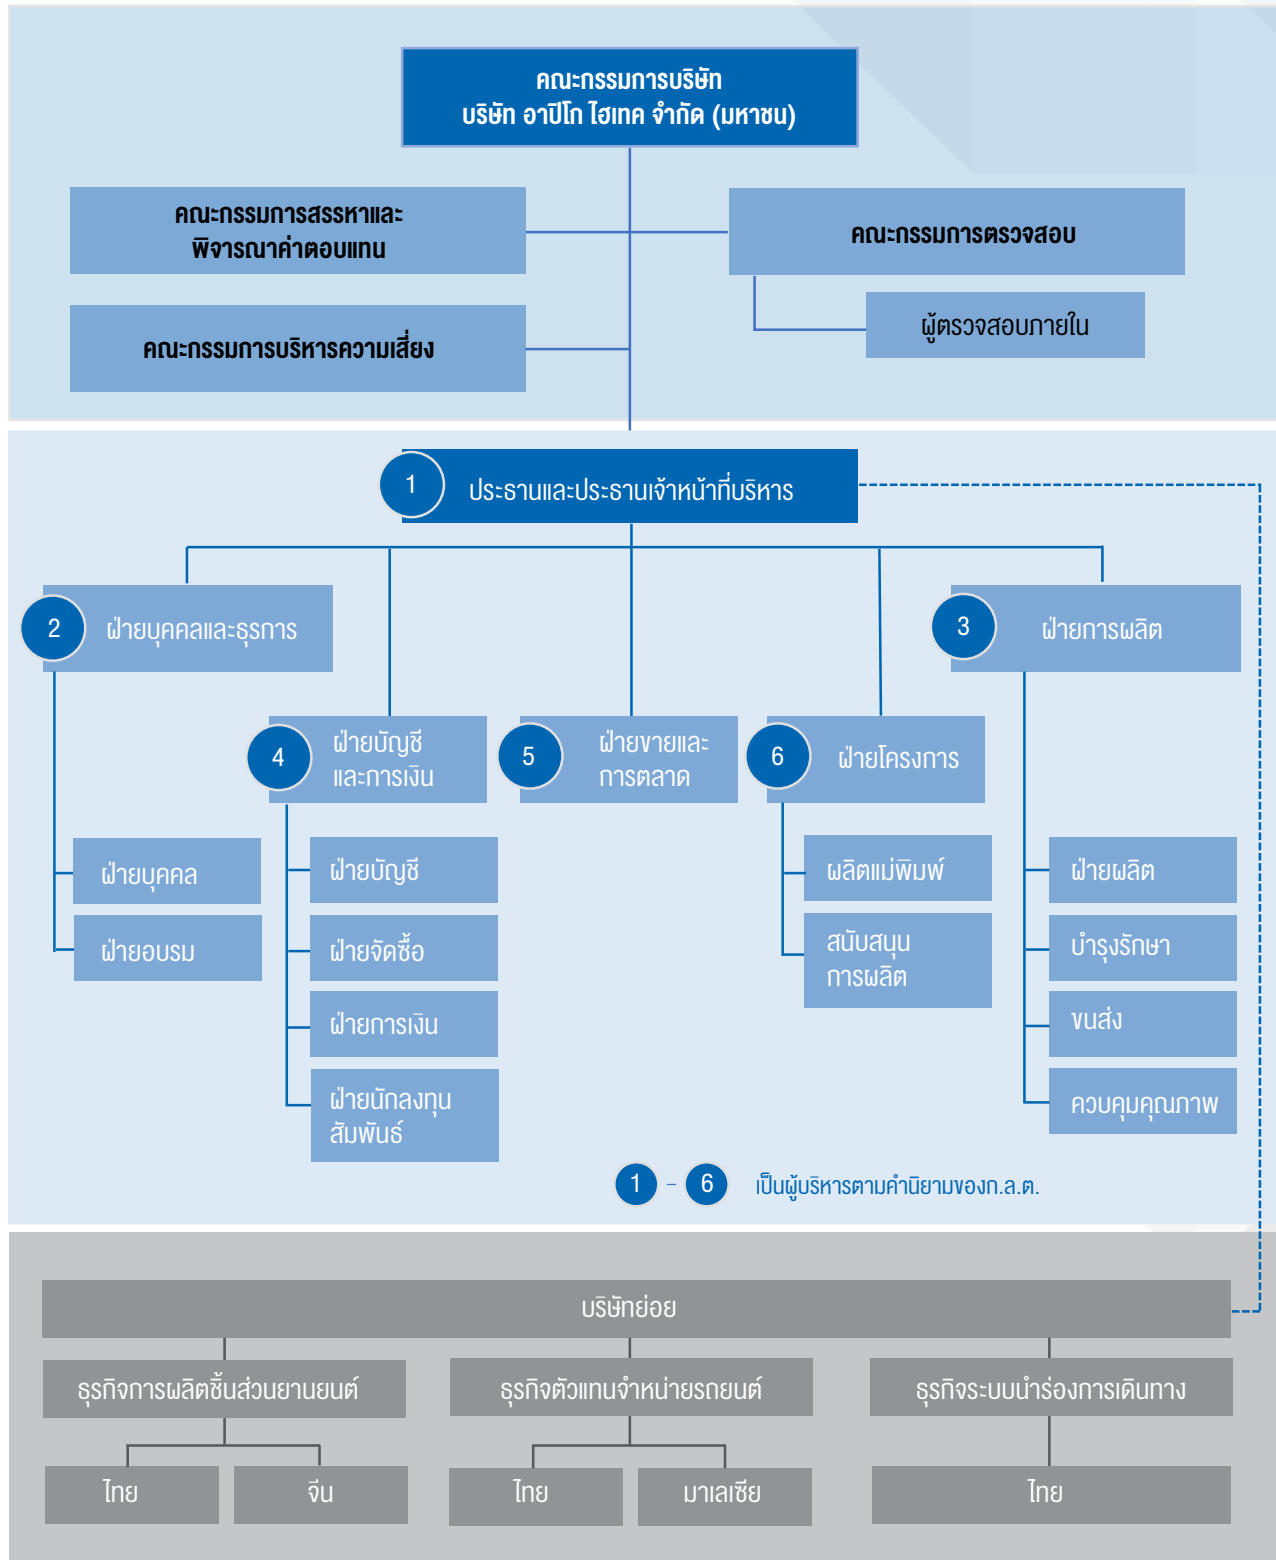 คณะกรรมการบริษัท
บริษัท อาปิโก ไฮเทค จำกัด (มหาชน)
คณะกรรมการสรรหาและ
พิจารณาค่าตอบแทน
คณะกรรมการตรวจสอบ
ผู้ตรวจสอบภายใน
คณะกรรมการบริหารความเสี่ยง
1
ประธานและประธานเจ้าหน้าที่บริหาร
2
ฝ่ายบุคคลและธุรการ
3
ฝ่ายการผลิต
4
ฝ่ายบัญชี
และการเงิน
5
ฝ่ายขายและ
การตลาด
6
ฝ่ายโครงการ
ฝ่ายบุคคล
ฝ่ายอบรม
ฝ่ายบัญชี
ฝ่ายจัดซื้อ
ฝ่ายการเงิน
ฝ่ายนักลงทุน
สัมพันธ์
ผลิตแม่พิมพ์
สนับสนุน
การผลิต
ฝ่ายผลิต
บำรุงรักษา
ขนส่ง
ควบคุมคุณภาพ
1 – 6 เป็นผู้บริหารตามคำนิยามของก.ล.ต.
บริษัทย่อย
ธุรกิจการผลิตชิ้นส่วนยานยนต์
ธุรกิจตัวแทนจำหน่ายรถยนต์
ธุรกิจระบบนำร่องการเดินทาง
ไทย
จีน
ไทย
มาเลเซีย
ไทย